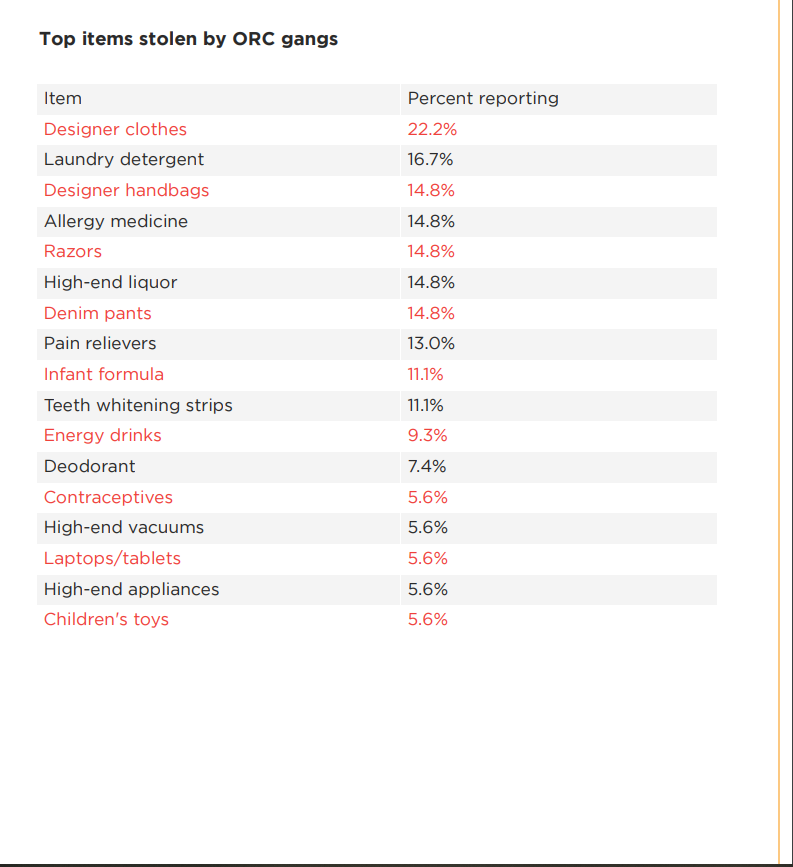 Top items stolen by ORC gangs
Item Percent reporting
Designer clothes 22.2%
Laundry detergent 16.7%
Designer handbags 14.8%
Allergy medicine 14.8%
Razors 14.8%
High-end liquor 14.8%
Denim pants 14.8%
Pain relievers 13.0%
Infant formula 11.1%
Teeth whitening strips 11.1%
Energy drinks 9.3%
Deodorant 7.4%
Contraceptives 5.6%
High-end vacuums 5.6%
Laptops/tablets 5.6%
High-end appliances 5.6%
Children's toys 5.6%